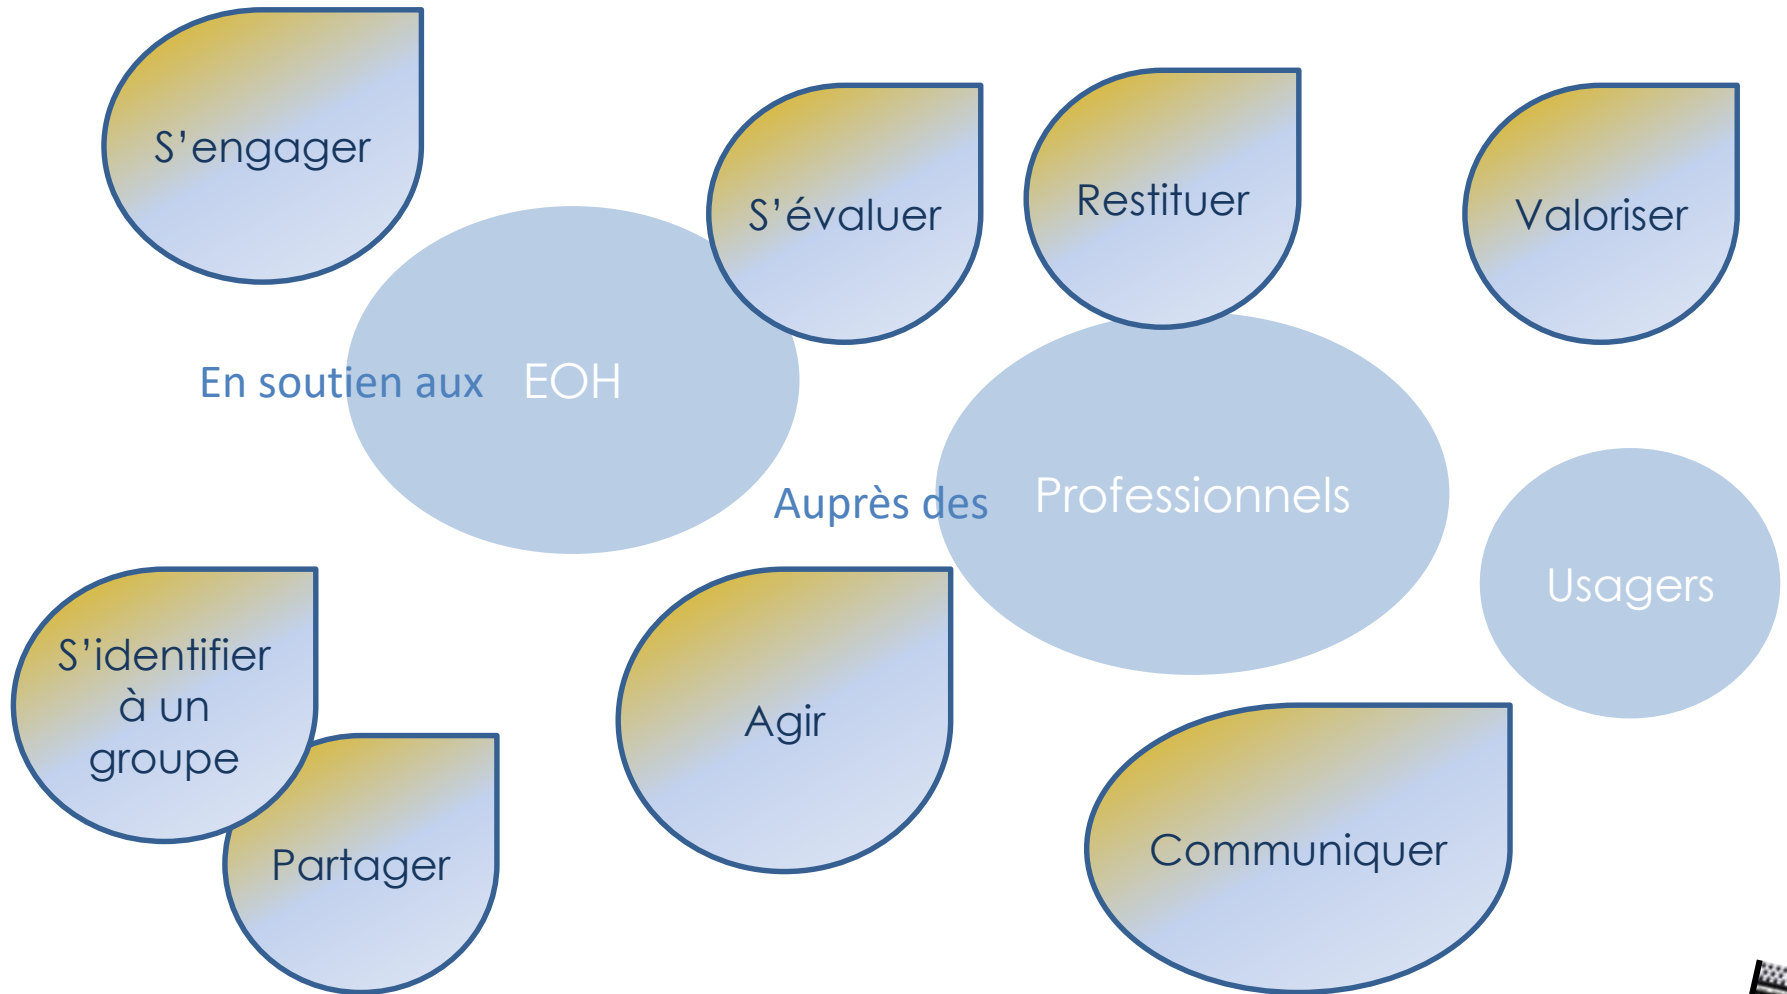 S’engager
S’évaluer
Restituer
Valoriser
En soutien aux EOH
Auprès des Professionnels
Usagers
S’identifier
à un
groupe
Partager
Agir
Communiquer